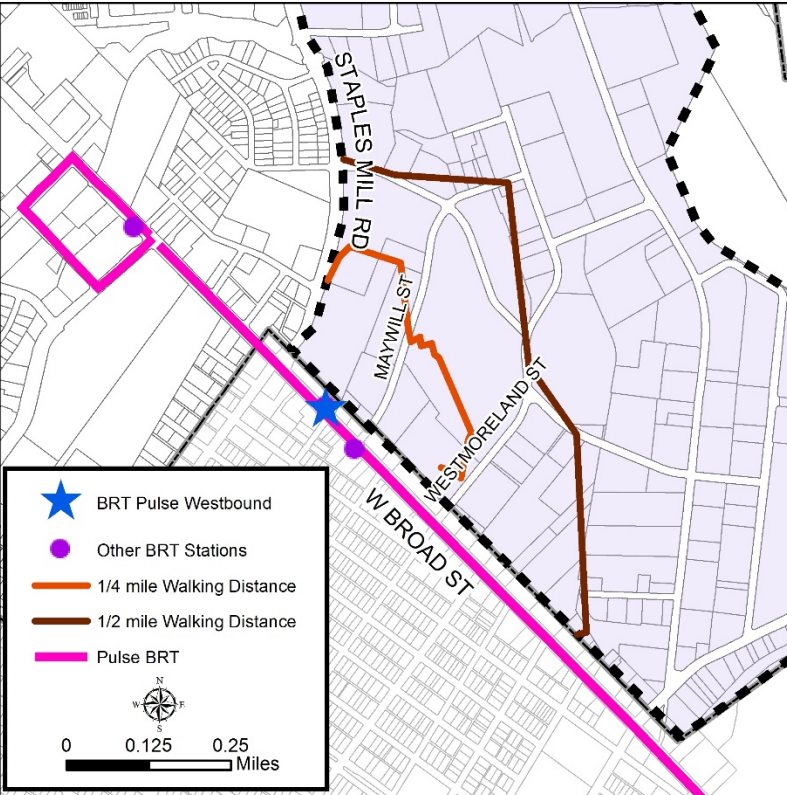 STAPLES MILL RD
MAYWILL ST
WESTMORELAND ST
W BROAD ST
BRT Pulse Westbound
Other BRT Stations
1/4 mile Walking Distance
1/2 mile Walking Distance
Pulse BRT
N
W E
S
0 0.125 0.25
Miles